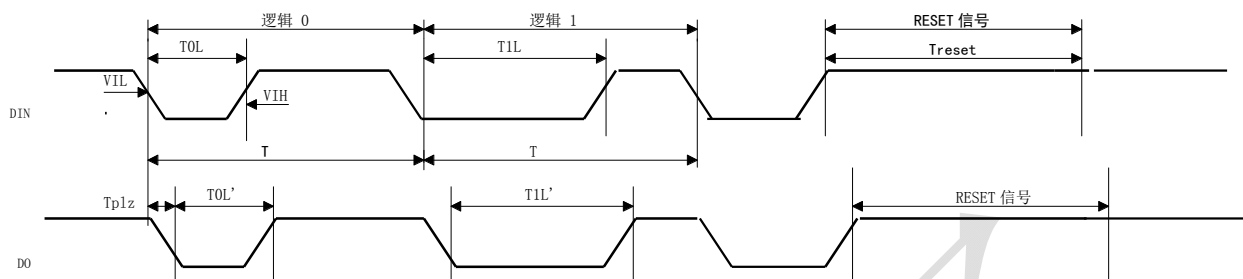 逻辑 0 逻辑 1 RESET 信号
T0L T1L Treset
VIL VIH
DIN
T T
Tplz T0L' T1L' RESET 信号
DO